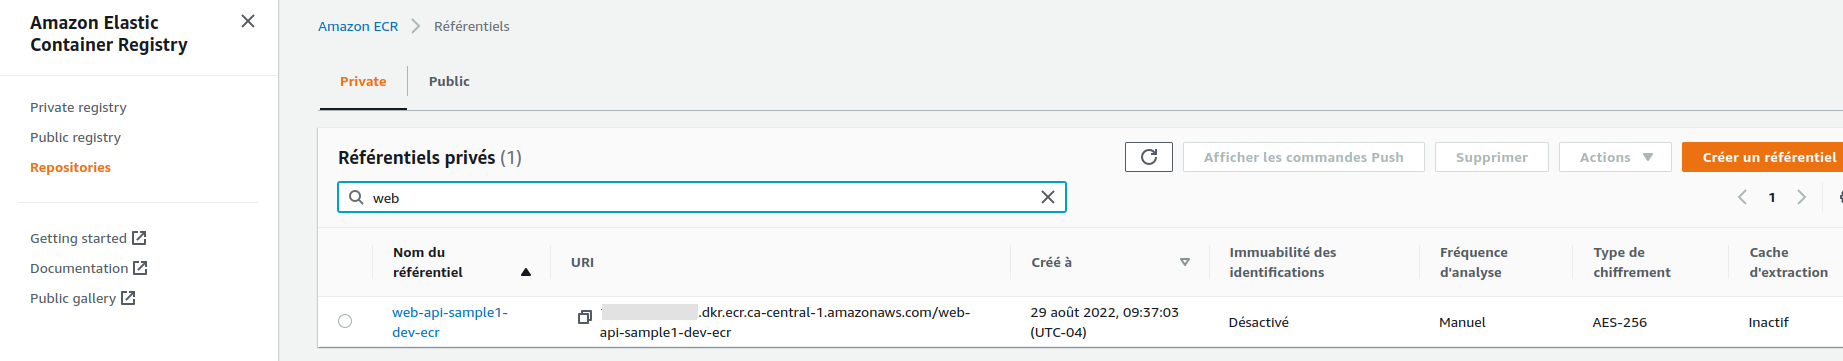 Amazon Elastic
Container Registry
Private registry
Public registry
Repositories
Getting started
Documentation
Public gallery
Amazon ECR
Référentiels
Private
Public
Référentiels privés (1)
Afficher les commandes Push
Supprimer
Actions
Créer un référentiel
web
1
Nom du
référentiel
URI
Créé à
Immuabilité des
identifications
Fréquence
d'analyse
Type de
chiffrement
Cache
d'extraction
web-api-sample1-
dev-ecr
.dkr.ecr.ca-central-1.amazonaws.com/web-
api-sample1-dev-ecr
29 août 2022, 09:37:03
(UTC-04)
Désactivé
Manuel
AES-256
Inactif